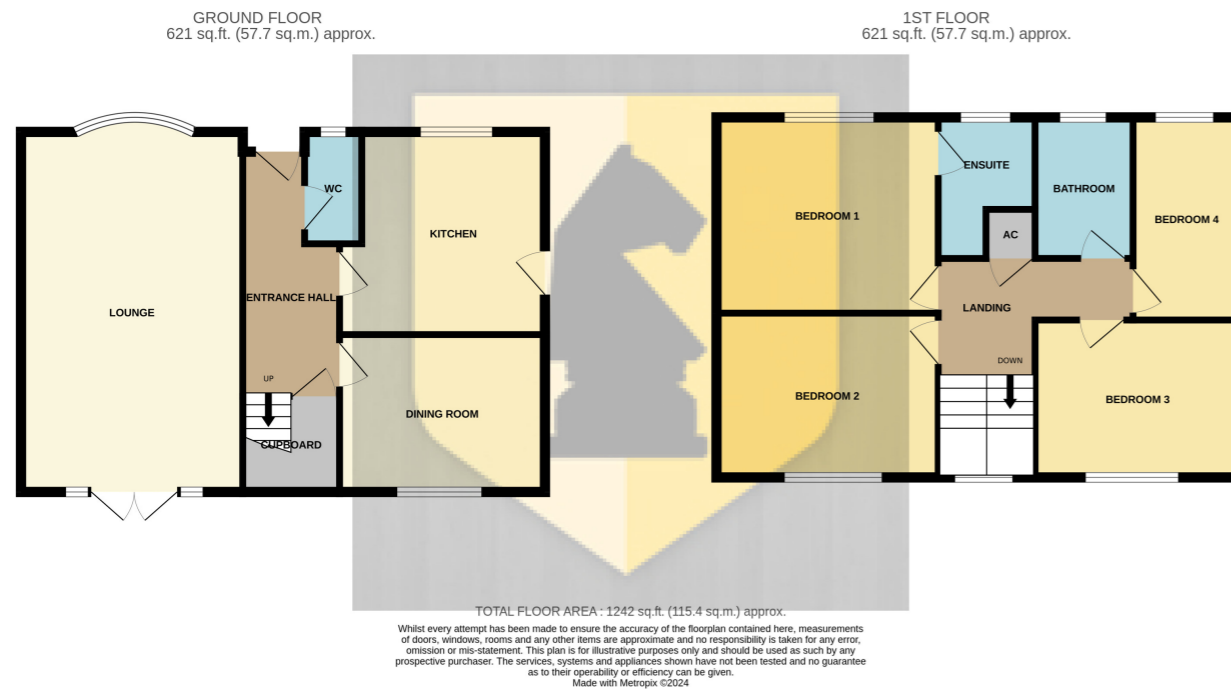 GROUND FLOOR
621 sq.ft. (57.7 sq.m.) approx.
1ST FLOOR
621 sq.ft. (57.7 sq.m.) approx.
WC
KITCHEN
ENTRANCE HALL
LOUNGE
UP
DINING ROOM
CUPBOARD
ENSUITE
BATHROOM
BEDROOM 1
BEDROOM 4
AC
LANDING
DOWN
BEDROOM 2
BEDROOM 3
TOTAL FLOOR AREA : 1242 sq.ft. (115.4 sq.m.) approx.
Whilst every attempt has been made to ensure the accuracy of the floorplan contained here, measurements
of doors, windows, rooms and any other items are approximate and no responsibility is taken for any error,
omission or mis-statement. This plan is for illustrative purposes only and should be used as such by any
prospective purchaser. The services, systems and appliances shown have not been tested and no guarantee
as to their operability or efficiency can be given.
Made with Metropix ©2024